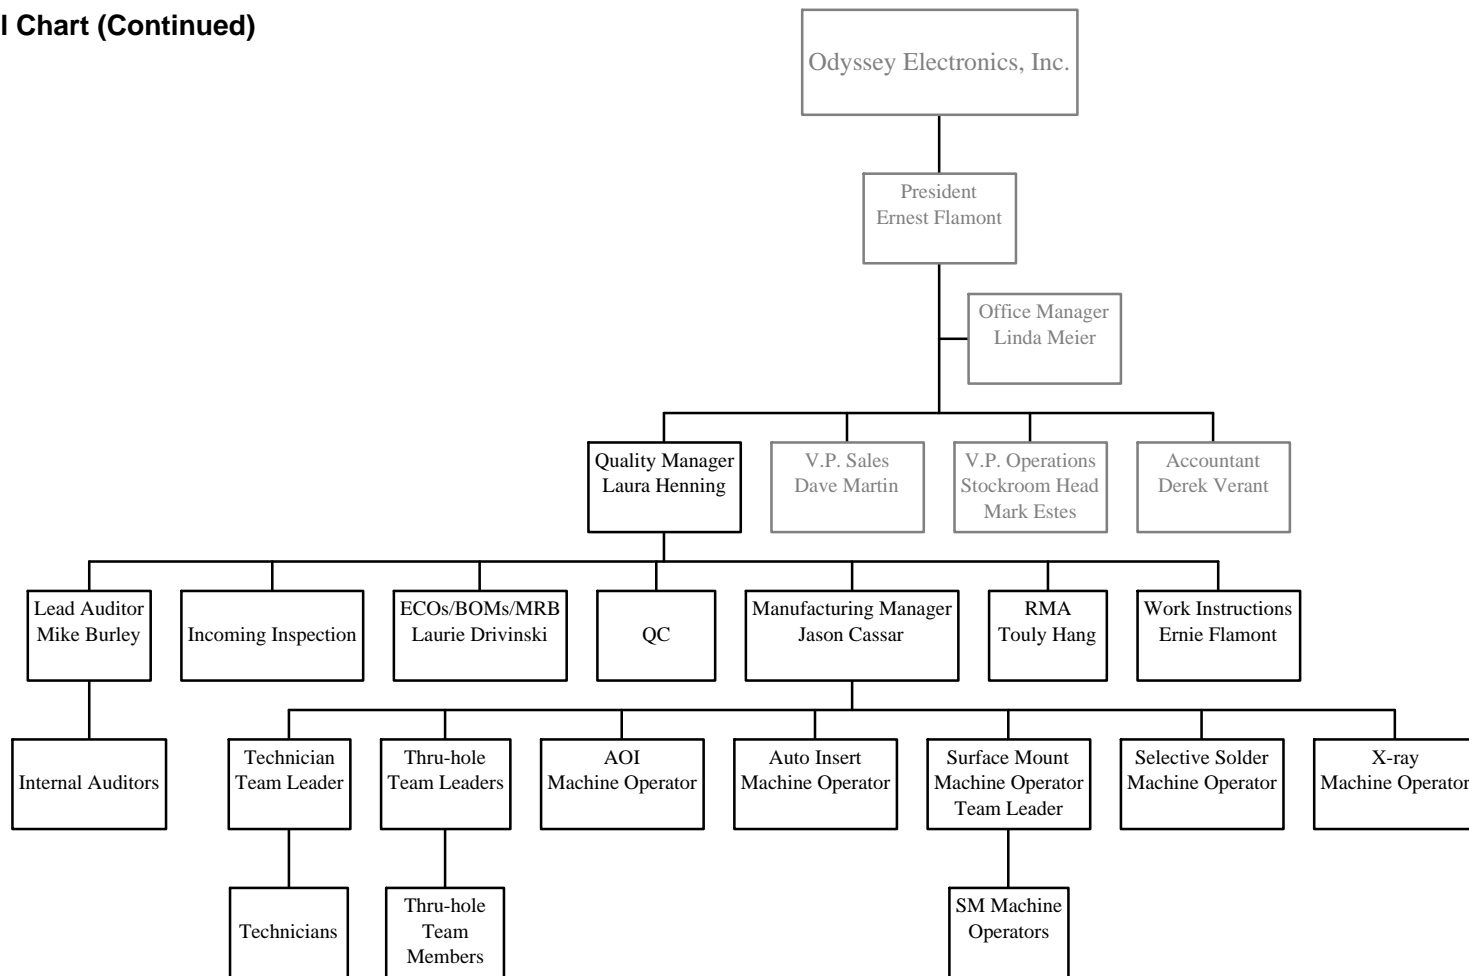 l Chart (Continued)
Odyssey Electronics, Inc.
President
Ernest Flamont
Office Manager
Linda Meier
Quality Manager
Laura Henning
V.P. Sales
Dave Martin
V.P. Operations
Stockroom Head
Mark Estes
Accountant
Derek Verant
Lead Auditor
Mike Burley
Incoming Inspection
ECOs/BOMs/MRB
Laurie Drivinski
QC
Manufacturing Manager
Jason Cassar
RMA
Touly Hang
Work Instructions
Ernie Flamont
Internal Auditors
Technician
Team Leader
Thru-hole
Team Leaders
AOI
Machine Operator
Auto Insert
Machine Operator
Surface Mount
Machine Operator
Team Leader
Selective Solder
Machine Operator
X-ray
Machine Operator
Technicians
Thru-hole
Team
Members
SM Machine
Operators